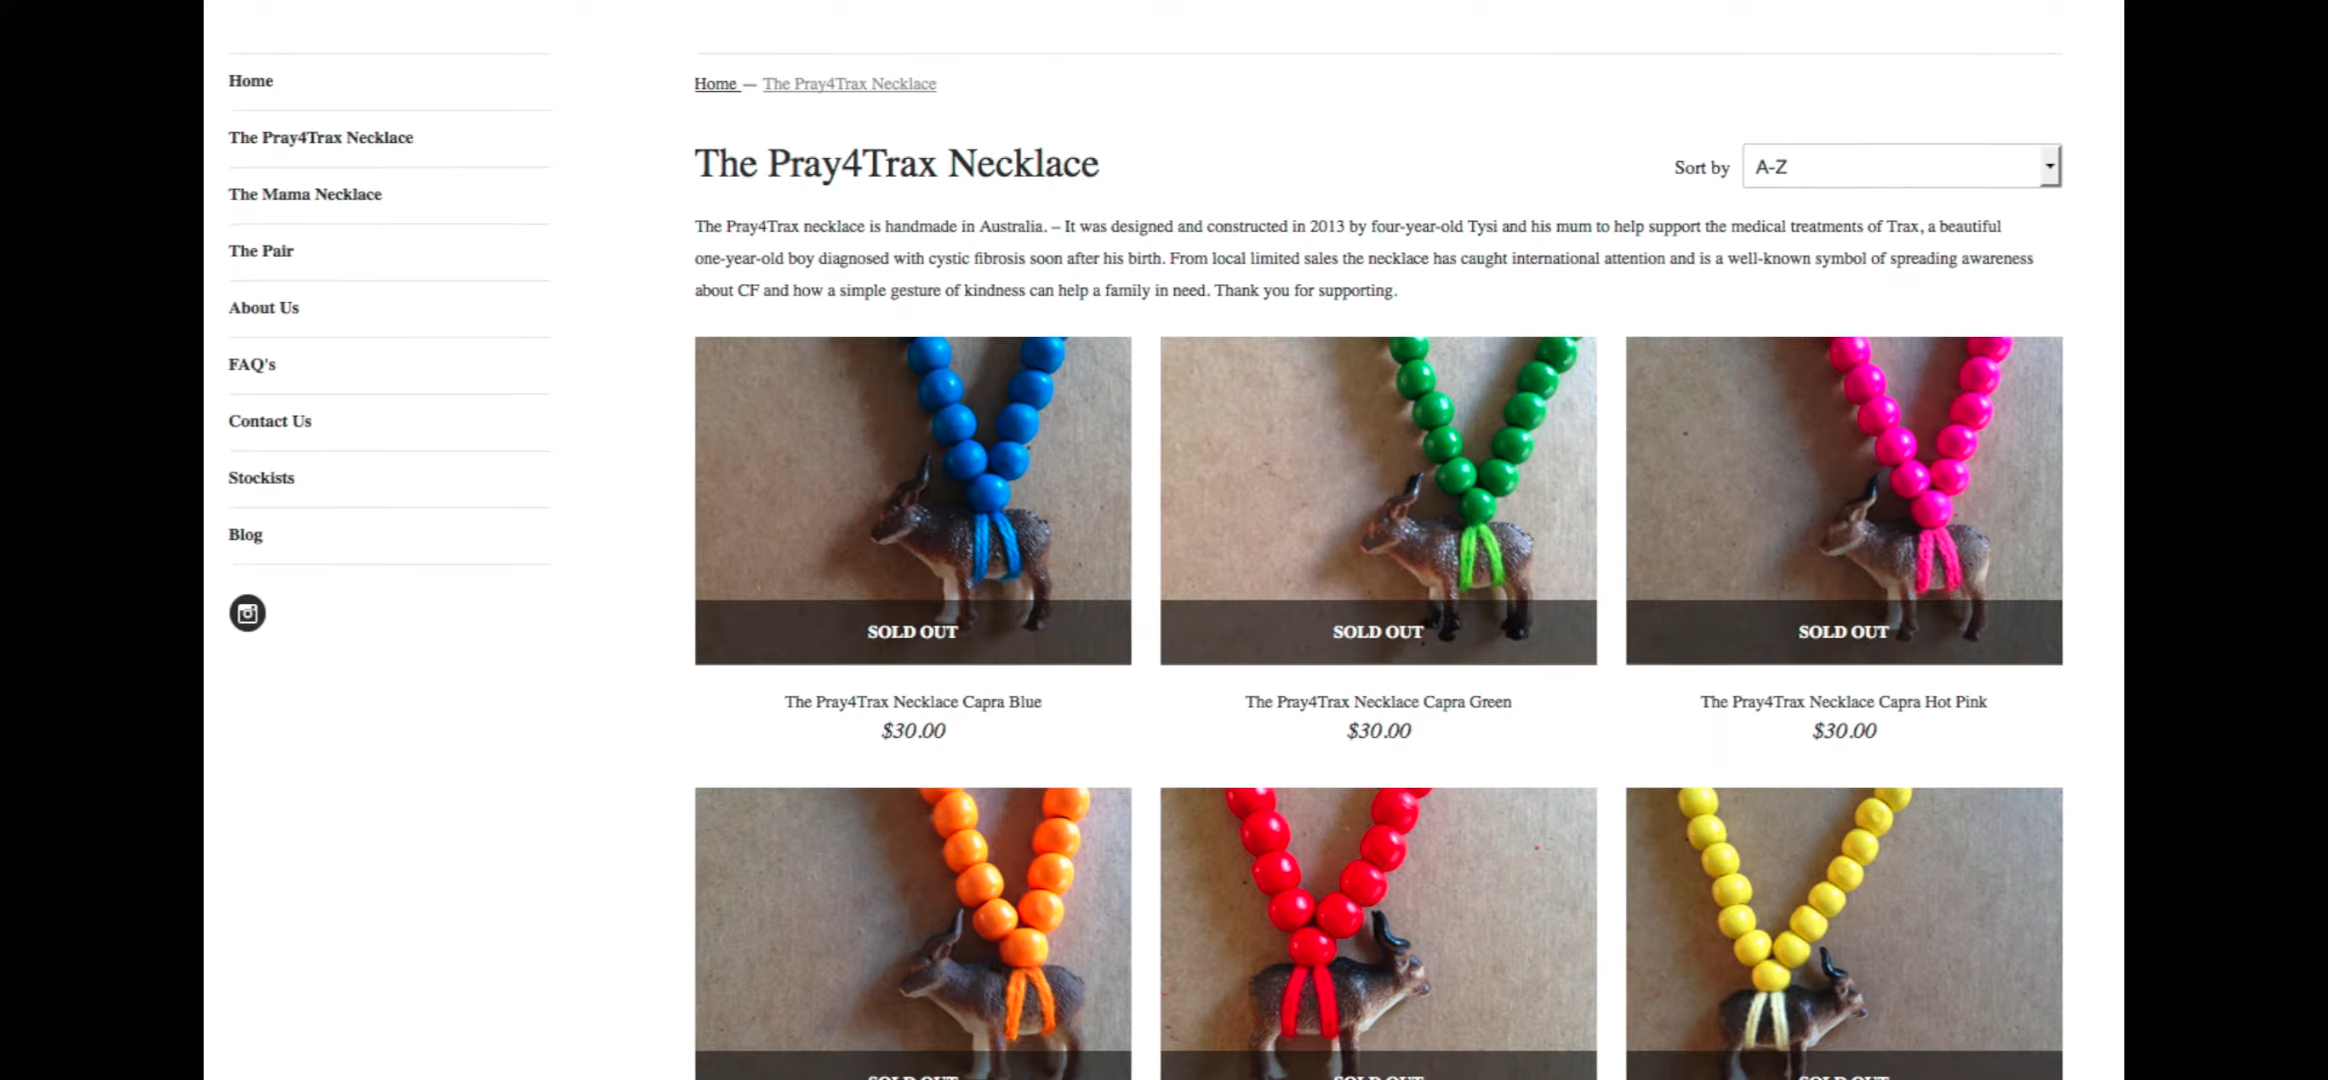 Home
The Pray4Trax Necklace
The Mama Necklace
The Pair
About Us
FAQ's
Contact Us
Stockists
Blog
Home — The Pray4Trax Necklace
The Pray4Trax Necklace
Sort by A-Z
The Pray4Trax necklace is handmade in Australia. – It was designed and constructed in 2013 by four-year-old Tysi and his mum to help support the medical treatments of Trax, a beautiful
one-year-old boy diagnosed with cystic fibrosis soon after his birth. From local limited sales the necklace has caught international attention and is a well-known symbol of spreading awareness
about CF and how a simple gesture of kindness can help a family in need. Thank you for supporting.
SOLD OUT
SOLD OUT
SOLD OUT
The Pray4Trax Necklace Capra Blue
$30.00
The Pray4Trax Necklace Capra Green
$30.00
The Pray4Trax Necklace Capra Hot Pink
$30.00
SOLD OUT
SOLD OUT
SOLD OUT